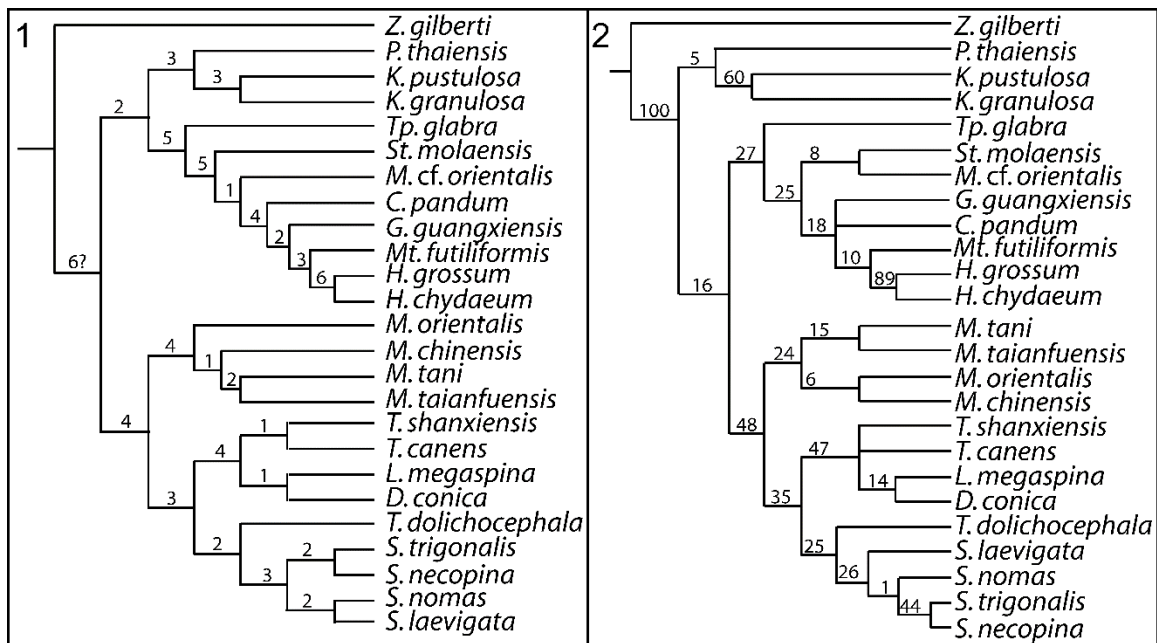 1
Z. gilberti
3
P. thaiensis
3
K. pustulosa
2
K. granulosa
5
Tp. glabra
5
St. molaensis
1
M. cf. orientalis
4
C. pandum
2
G. guangxiensis
3
Mt. futiliformis
6
H. grossum
6?
H. chydaeum
4
M. orientalis
1
M. chinensis
2
M. tani
4
M. taianfuensis
1
T. shanxiensis
4
T. canens
1
L. megaspina
3
D. conica
2
T. dolichocephala
2
S. trigonalis
3
S. necopina
2
S. nomas
S. laevigata
2
Z. gilberti
5
P. thaiensis
60
K. pustulosa
100
K. granulosa
27
Tp. glabra
8
St. molaensis
25
M. cf. orientalis
G. guangxiensis
18
C. pandum
10
Mt. futiliformis
89
H. grossum
16
H. chydaeum
15
M. tani
24
M. taianfuensis
6
M. orientalis
48
M. chinensis
47
T. shanxiensis
T. canens
14
L. megaspina
35
D. conica
25
T. dolichocephala
26
S. laevigata
1
S. nomas
44
S. trigonalis
S. necopina